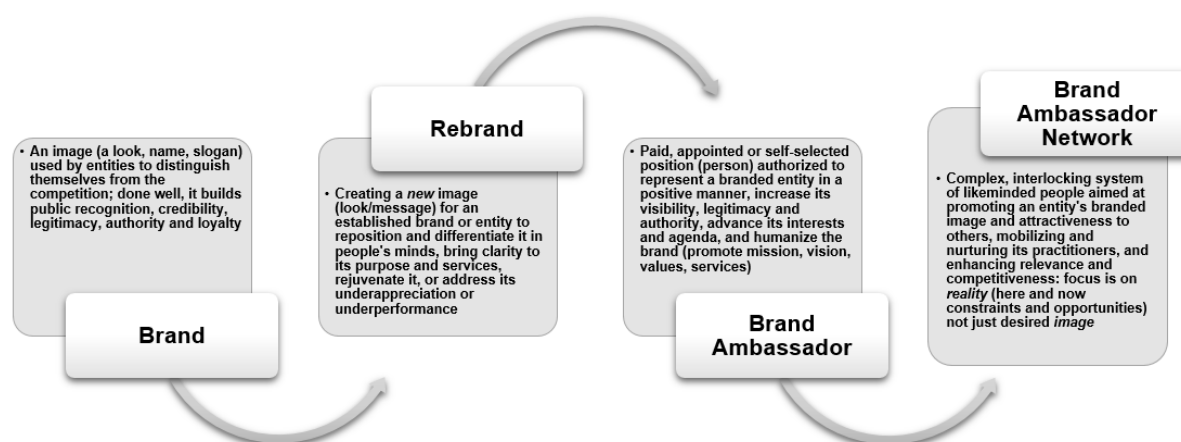 • An image (a look, name, slogan)
used by entities to distinguish
themselves from the
competition; done well, it builds
public recognition, credibility,
legitimacy, authority and loyalty
Brand
Rebrand
• Creating a new image
(look/message) for an
established brand or entity to
reposition and differentiate it in
people's minds, bring clarity to
its purpose and services,
rejuvenate it, or address its
underappreciation or
underperformance
• Paid, appointed or self-selected
position (person) authorized to
represent a branded entity in a
positive manner, increase its
visibility, legitimacy and
authority, advance its interests
and agenda, and humanize the
brand (promote mission, vision,
values, services)
Brand
Ambassador
Brand
Ambassador
Network
• Complex, interlocking system
of likeminded people aimed at
promoting an entity's branded
image and attractiveness to
others, mobilizing and
nurturing its practitioners, and
enhancing relevance and
competitiveness: focus is on
reality (here and now
constraints and opportunities)
not just desired image